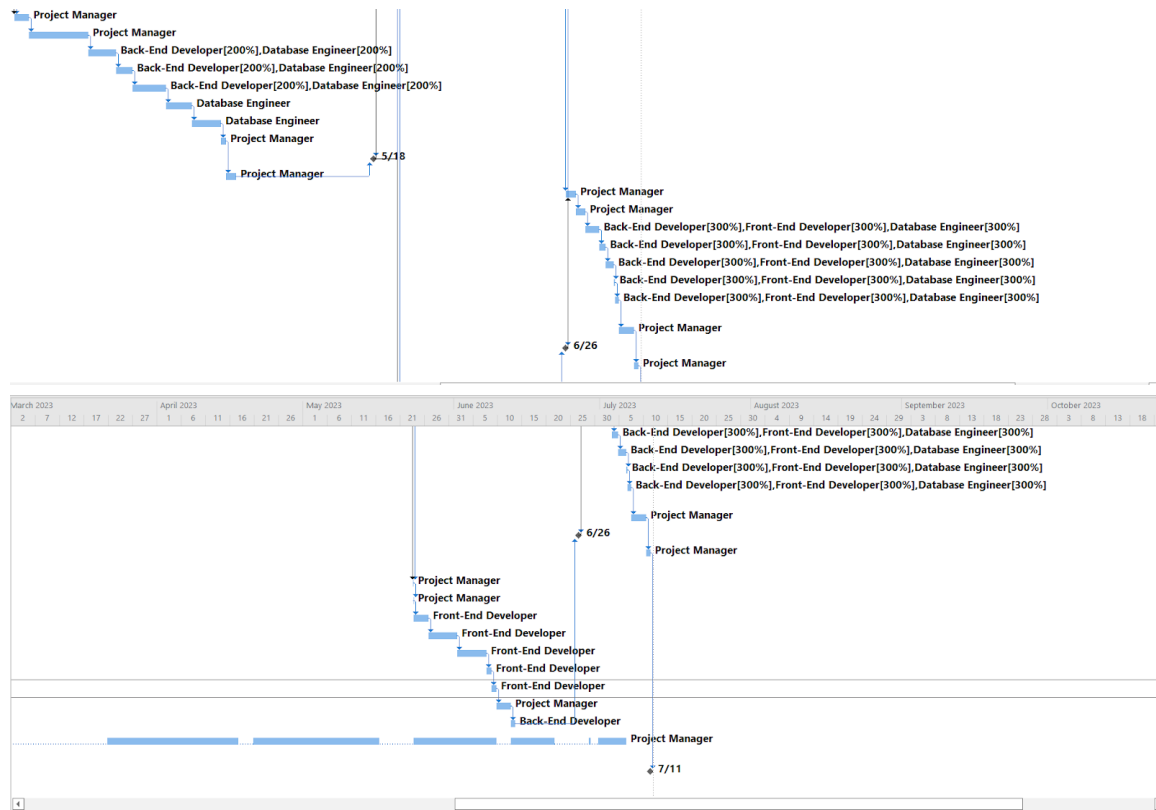 Project Manager
Project Manager
Back-End Developer[200%],Database Engineer[200%]
Back-End Developer[200%],Database Engineer[200%]
Back-End Developer[200%],Database Engineer[200%]
Database Engineer
Database Engineer
Project Manager
5/18
Project Manager
Project Manager
Project Manager
Back-End Developer[300%],Front-End Developer[300%],Database Engineer[300%]
Back-End Developer[300%],Front-End Developer[300%],Database Engineer[300%]
Back-End Developer[300%],Front-End Developer[300%],Database Engineer[300%]
Back-End Developer[300%],Front-End Developer[300%],Database Engineer[300%]
Back-End Developer[300%],Front-End Developer[300%],Database Engineer[300%]
Project Manager
6/26
Project Manager
March 2023 April 2023 May 2023 June 2023 July 2023 August 2023 September 2023 October 2023
2 7 12 17 22 27 1 6 11 16 21 26 1 6 11 16 21 26 31 5 10 15 20 25 30 5 10 15 20 25 30 4 9 14 19 24 29 3 8 13 18 23 28 3 8 13 18
Back-End Developer[300%],Front-End Developer[300%],Database Engineer[300%]
Back-End Developer[300%],Front-End Developer[300%],Database Engineer[300%]
Back-End Developer[300%],Front-End Developer[300%],Database Engineer[300%]
Back-End Developer[300%],Front-End Developer[300%],Database Engineer[300%]
Project Manager
6/26
Project Manager
Project Manager
Project Manager
Front-End Developer
Front-End Developer
Front-End Developer
Front-End Developer
Front-End Developer
Project Manager
Back-End Developer
Project Manager
7/11